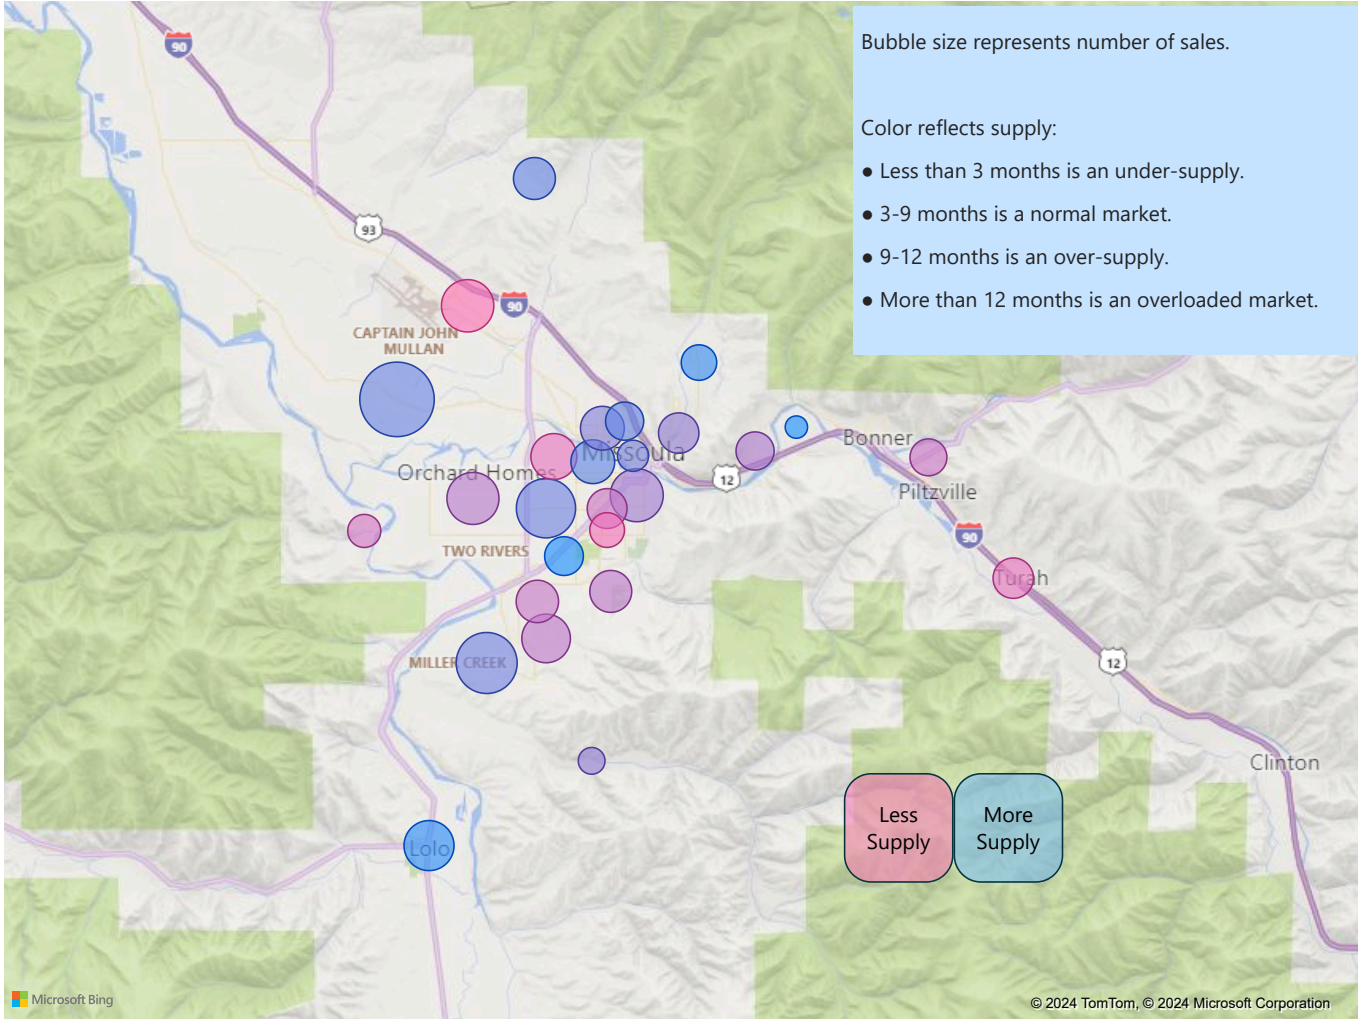 Bubble size represents number of sales.
Color reflects supply:
● Less than 3 months is an under-supply.
● 3-9 months is a normal market.
● 9-12 months is an over-supply.
● More than 12 months is an overloaded market.
90
93
90
CAPTAIN JOHN
MULLAN
Missoula
Bonner
Orchard Homes
12
Piltzville
90
TWO RIVERS
Turah
MILLER CREEK
12
Clinton
Less
Supply
More
Supply
Lolo
Microsoft Bing
© 2024 TomTom, © 2024 Microsoft Corporation